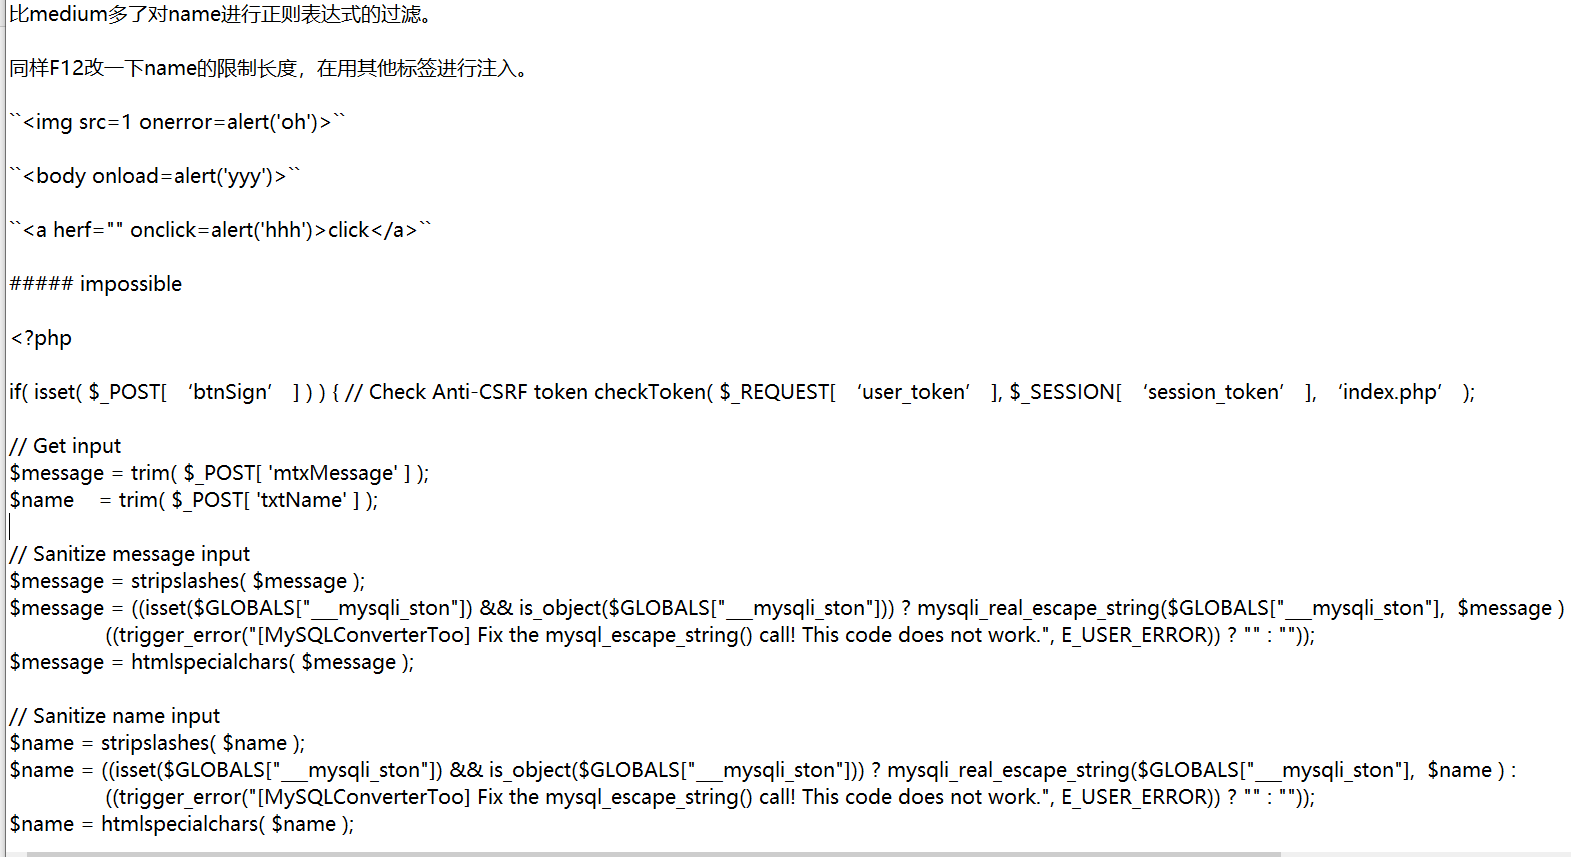 比medium多了对name进行正则表达式的过滤。
同样F12改一下name的限制长度，在用其他标签进行注入。
``<img src=1 onerror=alert('oh')>``
``<body onload=alert('yyy')>``
``<a herf="" onclick=alert('hhh')>click</a>``
##### impossible
<?php
if( isset( $_POST[ ‘btnSign’ ] ) ) { // Check Anti-CSRF token checkToken( $_REQUEST[ ‘user_token’ ], $_SESSION[ ‘session_token’ ], ‘index.php’ );
// Get input
$message = trim( $_POST[ 'mtxMessage' ] );
$name    = trim( $_POST[ 'txtName' ] );
// Sanitize message input
$message = stripslashes( $message );
$message = ((isset($GLOBALS["___mysqli_ston"]) && is_object($GLOBALS["___mysqli_ston"])) ? mysqli_real_escape_string($GLOBALS["___mysqli_ston"],  $message )
((trigger_error("[MySQLConverterToo] Fix the mysql_escape_string() call! This code does not work.", E_USER_ERROR)) ? "" : ""));
$message = htmlspecialchars( $message );
// Sanitize name input
$name = stripslashes( $name );
$name = ((isset($GLOBALS["___mysqli_ston"]) && is_object($GLOBALS["___mysqli_ston"])) ? mysqli_real_escape_string($GLOBALS["___mysqli_ston"],  $name ) :
((trigger_error("[MySQLConverterToo] Fix the mysql_escape_string() call! This code does not work.", E_USER_ERROR)) ? "" : ""));
$name = htmlspecialchars( $name );